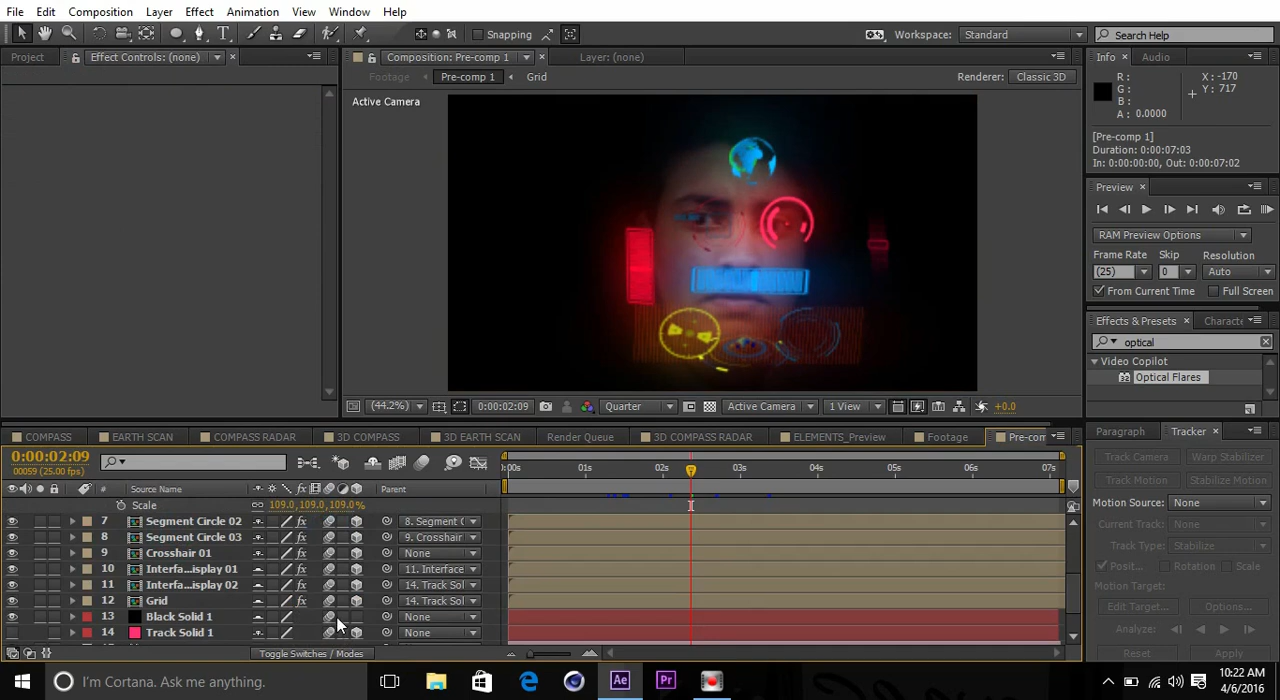 File Edit Composition Layer Effect Animation View Window Help
Snapping Workspace: Standard Search Help
Project Effect Controls: (none) Composition: Pre-comp 1 Layer: (none) Info Audio
Footage Pre-comp 1 Grid Renderer: Classic 3D
Active Camera
R : X : -170
G : Y : 717
B :
A : 0.0000
[Pre-comp 1]
Duration: 0:00:07:03
In: 0:00:00:00, Out: 0:00:07:02
Preview
RAM Preview Options
Frame Rate Skip Resolution
(25) 0 Auto
From Current Time Full Screen
Effects & Presets Characte
optical
Video Copilot
32 Optical Flares
(44.2%) 0:00:02:09 Quarter Active Camera 1 View +0.0
COMPASS EARTH SCAN COMPASS RADAR 3D COMPASS 3D EARTH SCAN Render Queue 3D COMPASS RADAR ELEMENTS_Preview Footage Pre-com
Paragraph Tracker
0:00:02:09
00059 (25.00 fps)
Track Camera Warp Stabilizer
Track Motion Stabilize Motion
:00s 01s 02s 03s 04s 05s 06s 07s
# Source Name fx Parent
Motion Source: None
Scale 109.0,109.0,109.0%
Current Track: None
7 Segment Circle 02 fx 8. Segment (
Track Type: Stabilize
8 Segment Circle 03 fx 9. Crosshair
9 Crosshair 01 None
Posit... Rotation Scale
10 Interfa...isplay 01 fx 11. Interface
11 Interfa...isplay 02 fx 14. Track Sol
Motion Target:
12 Grid fx 14. Track Sol
Edit Target... Options...
13 Black Solid 1 None
Analyze:
14 Track Solid 1 None
Toggle Switches / Modes
Reset Apply
I'm Cortana. Ask me anything.
Ae Pr
10:22 AM
4/6/2016